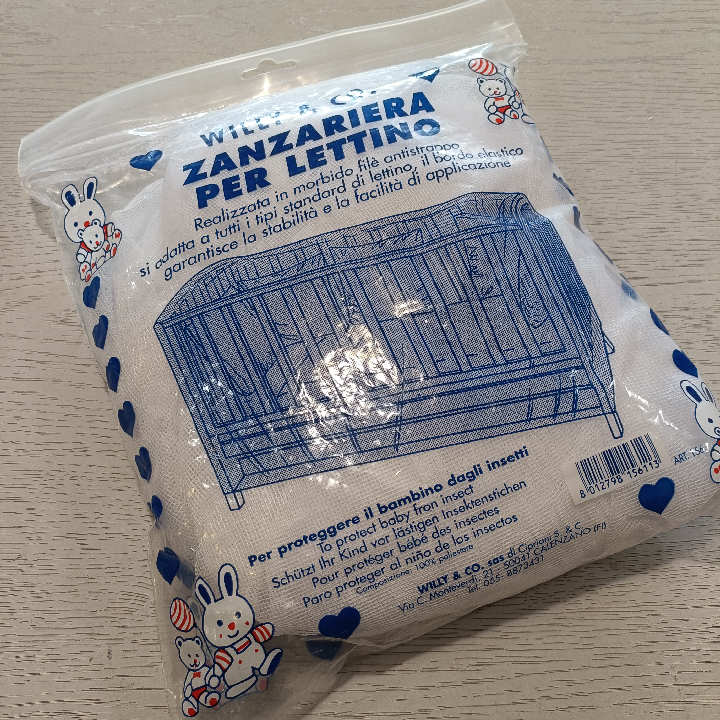 WILLY & CO.
ZANZARIERA
PER LETTINO
Realizzata in morbido filè antistrappo
si adatta a tutti i tipi standard di lettino, il bordo elastico
garantisce la stabilità e la facilità di applicazione
Per proteggere il bambino dagli insetti
To protect baby fron insect
Schützt Ihr Kind vor lästigen Insektenstichen
Pour protéger bébé des insectes
Paro proteger al niño de los insectos
Composizione: 100% poliestere
WILLY & CO. sas di Cipriani S. & C.
Via C. Monteverdi, 21 - 50047 CALENZANO (FI)
Tel. 055- 8873431
8 012798 156113
ART.